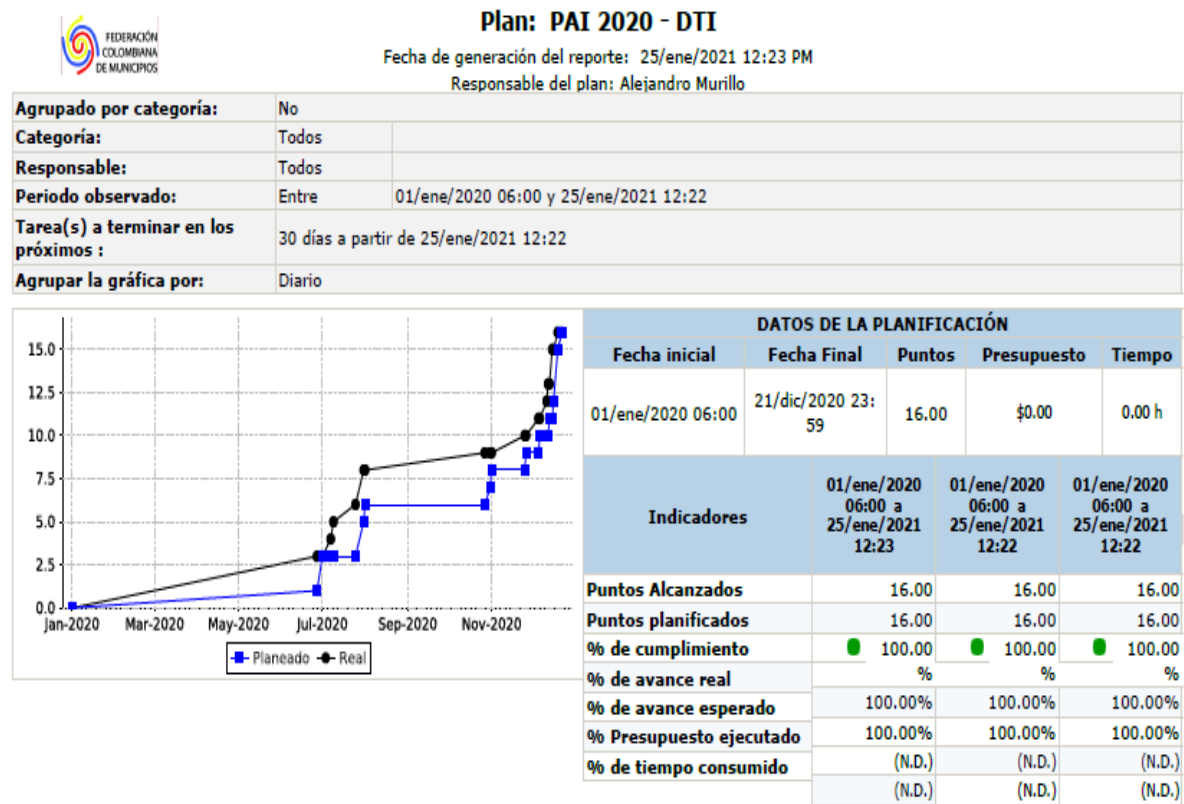 FEDERACIÓN
COLOMBIANA
DE MUNICIPIOS
Plan: PAI 2020 - DTI
Fecha de generación del reporte: 25/ene/2021 12:23 PM
Responsable del plan: Alejandro Murillo
Agrupado por categoría: No
Categoría: Todos
Responsable: Todos
Periodo observado: Entre 01/ene/2020 06:00 y 25/ene/2021 12:22
Tarea(s) a terminar en los
próximos : 30 días a partir de 25/ene/2021 12:22
Agrupar la gráfica por: Diario
15.0
12.5
10.0
7.5
5.0
2.5
0.0
Jan-2020 Mar-2020 May-2020 Jul-2020 Sep-2020 Nov-2020
Planeado Real
DATOS DE LA PLANIFICACIÓN
Fecha inicial Fecha Final Puntos Presupuesto Tiempo
01/ene/2020 06:00 21/dic/2020 23: 16.00 $0.00 0.00 h
59
Indicadores
01/ene/2020 01/ene/2020 01/ene/2020
06:00 a 06:00 a 06:00 a
25/ene/2021 25/ene/2021 25/ene/2021
12:23 12:22 12:22
Puntos Alcanzados 16.00 16.00 16.00
Puntos planificados 16.00 16.00 16.00
% de cumplimiento 100.00 100.00 100.00
% de avance real % % %
% de avance esperado 100.00% 100.00% 100.00%
% Presupuesto ejecutado 100.00% 100.00% 100.00%
% de tiempo consumido (N.D.) (N.D.) (N.D.)
(N.D.) (N.D.) (N.D.)